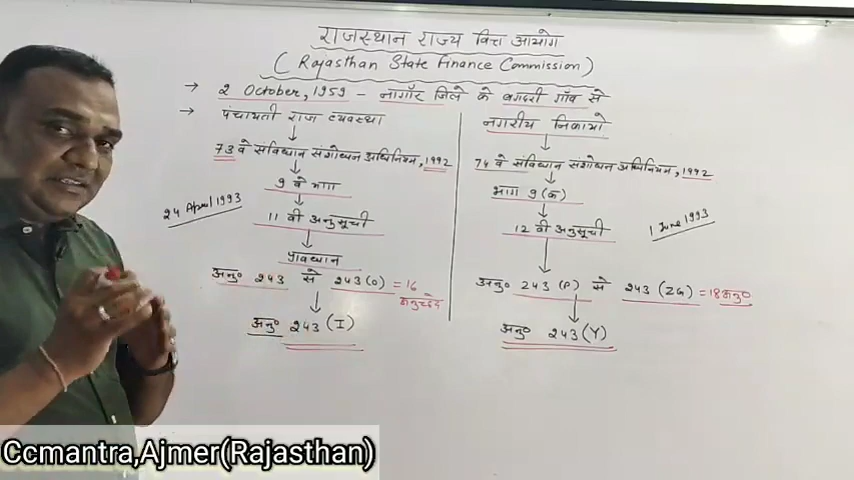 राजस्थान राज्य वित्त आयोग
( Rajasthan State Finance Commission )
→ 2 October, 1959 - नागौर जिले के बगदरी गाँव से
→ पंचायती राज व्यवस्था
73 वे संविधान संशोधन अधिनियम, 1992
9 वे भाग
24 April 1993
11 वी अनुसूची
प्रावधान
अनु० 243 से 243 (O) = 16 अनुच्छेद
अनु० 243 (I)
नगरीय निकायो
74 वे संविधान संशोधन अधिनियम, 1992
भाग 9 (क)
1 June 1993
12 वी अनुसूची
अनु० 243 (P) से 243 (ZG) = 18 अनु०
अनु० 243 (Y)
Ccmantra,Ajmer(Rajasthan)